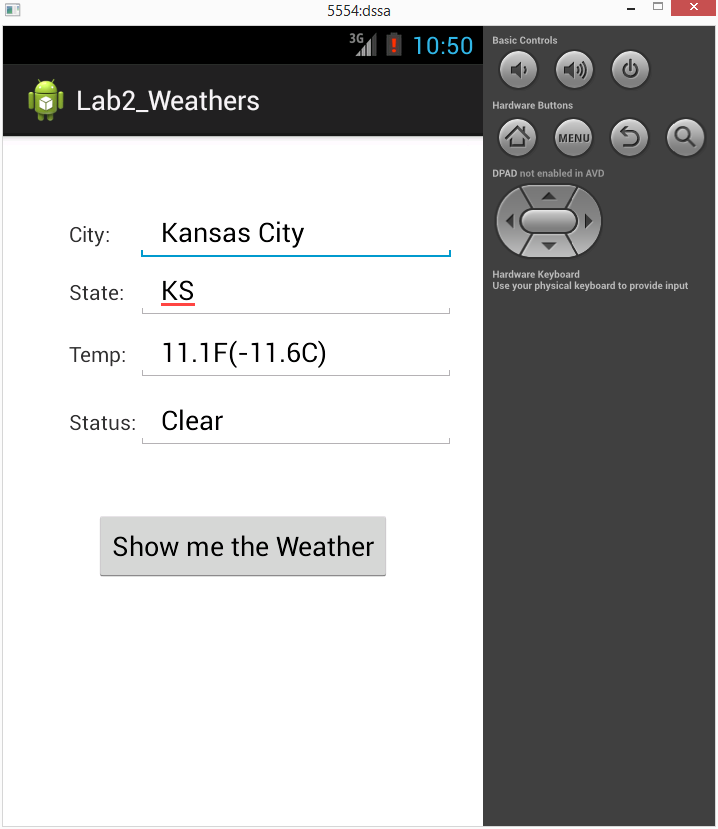 5554:dssa
3G 10:50
Lab2_Weathers
City: Kansas City
State: KS
Temp: 11.1F(-11.6C)
Status: Clear
Show me the Weather
Basic Controls
Hardware Buttons
MENU
DPAD not enabled in AVD
Hardware Keyboard
Use your physical keyboard to provide input